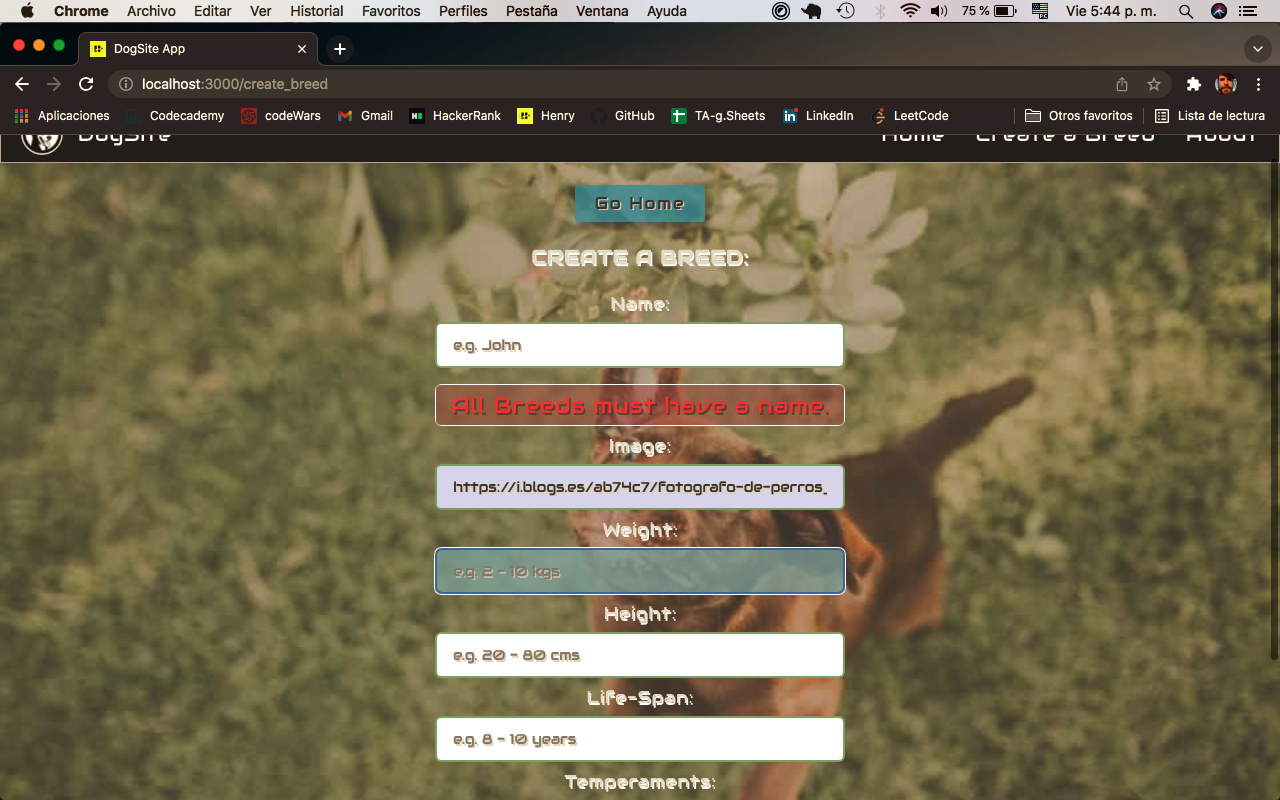 Chrome Archivo Editar Ver Historial Favoritos Perfiles Pestaña Ventana Ayuda 75 % Vie 5:44 p. m.
DogSite App
localhost:3000/create_breed
Aplicaciones Codecademy codeWars Gmail HackerRank Henry GitHub TA-g.Sheets LinkedIn LeetCode Otros favoritos Lista de lectura
DogSite Home Create a Breed About
Go Home
CREATE A BREED:
Name:
e.g. John
All Breeds must have a name.
Image:
https://i.blogs.es/ab74c7/fotografo-de-perros_
Weight:
e.g. 2 - 10 kgs
Height:
e.g. 20 - 80 cms
Life-Span:
e.g. 8 - 10 years
Temperaments: